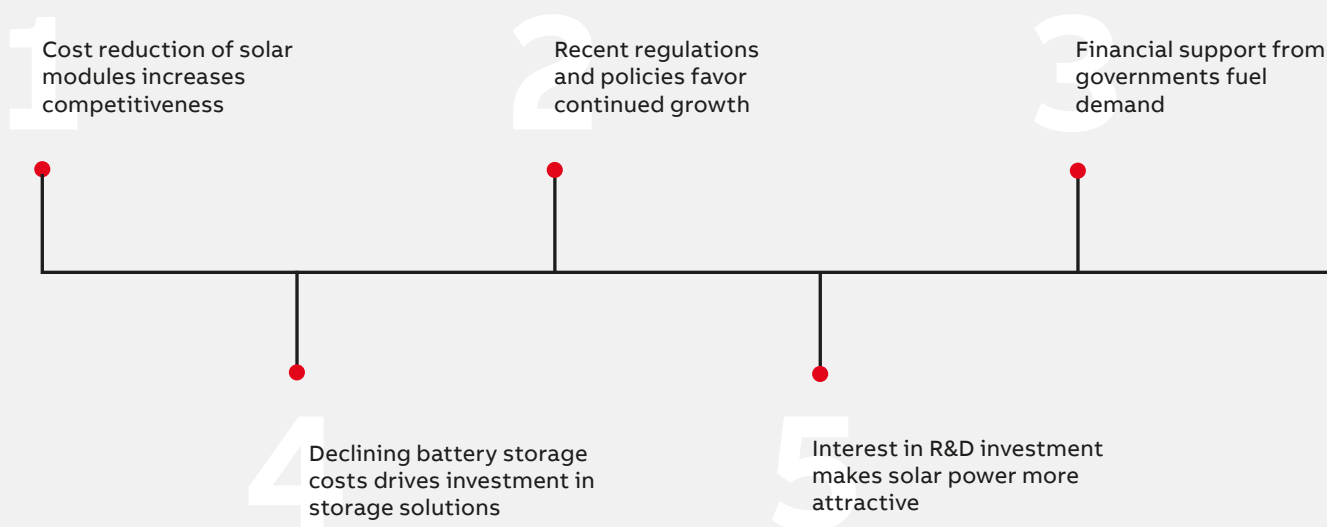 1
Cost reduction of solar
modules increases
competitiveness
2
Recent regulations
and policies favor
continued growth
3
Financial support from
governments fuel
demand
4
Declining battery storage
costs drives investment in
storage solutions
5
Interest in R&D investment
makes solar power more
attractive